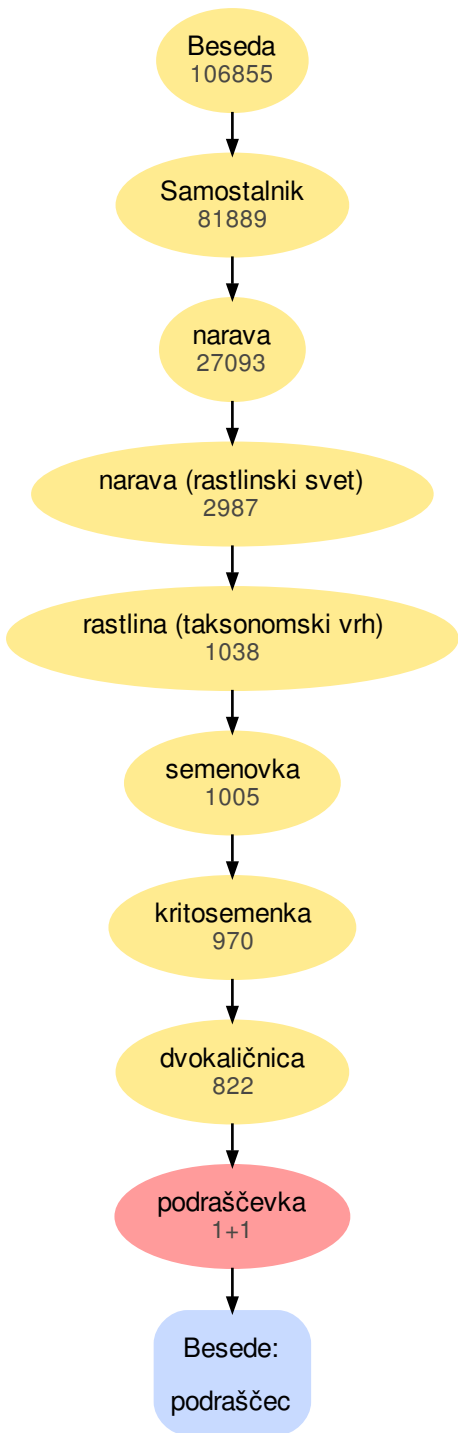 Beseda
106855
Samostalnik
81889
narava
27093
narava (rastlinski svet)
2987
rastlina (taksonomski vrh)
1038
semenovka
1005
kritosemenka
970
dvokaličnica
822
podraščevka
1+1
Besede:
podraščec